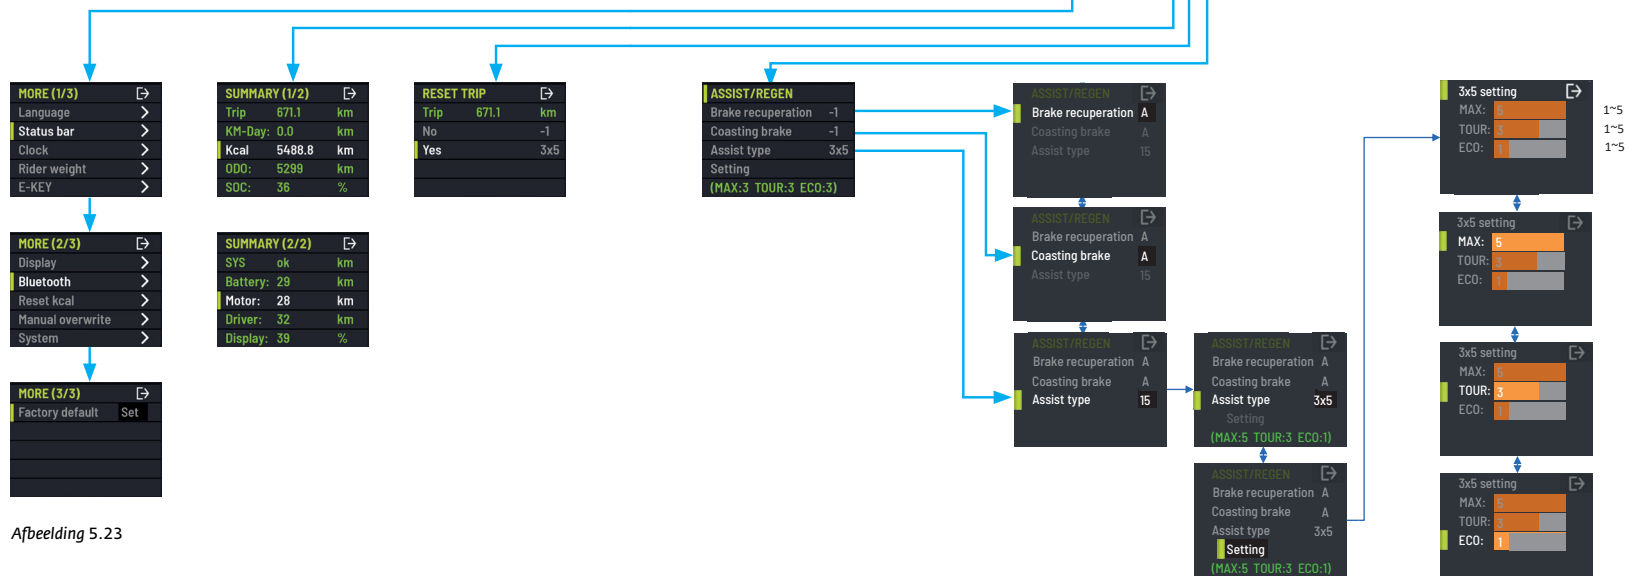 MORE (1/3)
Language
Status bar
Clock
Rider weight
E-KEY
MORE (2/3)
Display
Bluetooth
Reset kcal
Manual overwrite
System
MORE (3/3)
Factory default Set
SUMMARY (1/2)
Trip 671.1 km
KM-Day: 0.0 km
Kcal 5488.8 km
ODO: 5299 km
SOC: 36 %
SUMMARY (2/2)
SYS ok km
Battery: 29 km
Motor: 28 km
Driver: 32 km
Display: 39 %
RESET TRIP
Trip 671.1 km
No -1
Yes 3x5
ASSIST/REGEN
Brake recuperation -1
Coasting brake -1
Assist type 3x5
Setting
(MAX:3 TOUR:3 ECO:3)
ASSIST/REGEN
Brake recuperation A
Coasting brake A
Assist type 15
ASSIST/REGEN
Brake recuperation A
Coasting brake A
Assist type 15
ASSIST/REGEN
Brake recuperation A
Coasting brake A
Assist type 15
ASSIST/REGEN
Brake recuperation A
Coasting brake A
Assist type 3x5
Setting
(MAX:5 TOUR:3 ECO:1)
ASSIST/REGEN
Brake recuperation A
Coasting brake A
Assist type 3x5
Setting
(MAX:5 TOUR:3 ECO:1)
3x5 setting
MAX: 5 1~5
TOUR: 3 1~5
ECO: 1 1~5
3x5 setting
MAX: 5
TOUR: 3
ECO: 1
3x5 setting
MAX: 5
TOUR: 3
ECO: 1
3x5 setting
MAX: 5
TOUR: 3
ECO: 1
Afbeelding 5.23